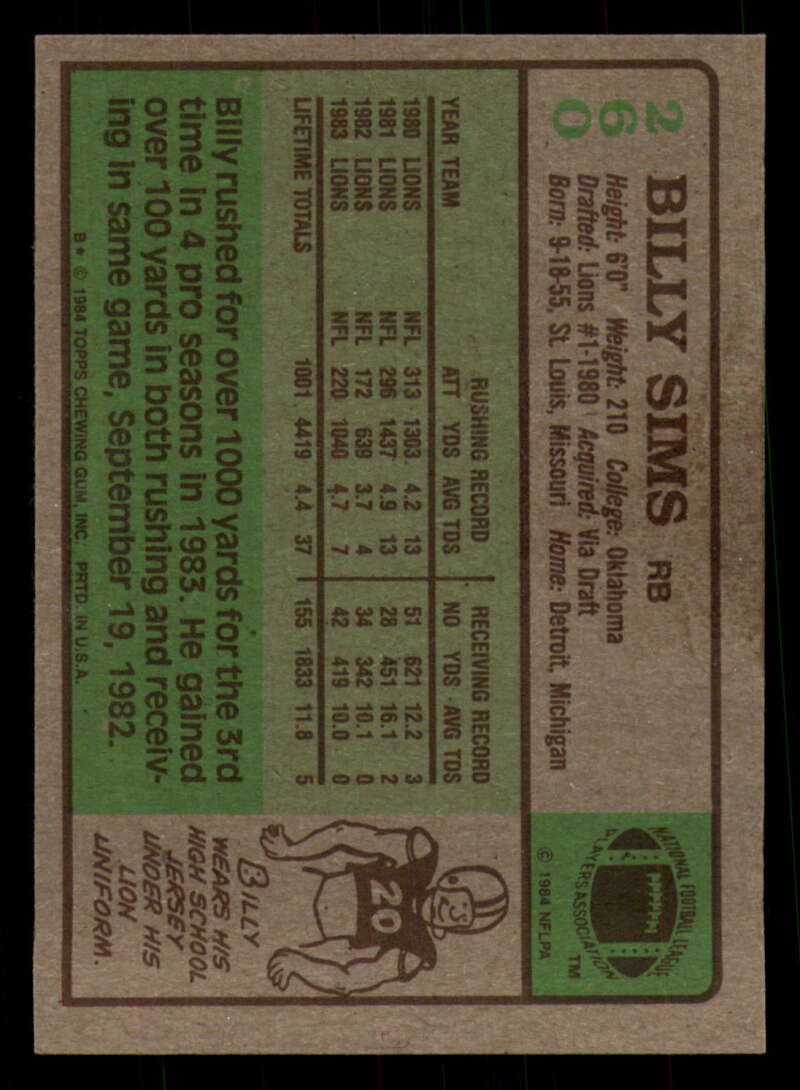 260
BILLY SIMS RB
Height: 6'0" Weight: 210 College: Oklahoma
Drafted: Lions #1-1980 Acquired: Via Draft
Born: 9-18-55, St. Louis, Missouri Home: Detroit, Michigan
NATIONAL FOOTBALL LEAGUE
PLAYERS ASSOCIATION
TM
© 1984 NFLPA
RUSHING RECORD RECEIVING RECORD
YEAR TEAM ATT YDS AVG TDS NO YDS AVG TDS
1980 LIONS NFL 313 1303 4.2 13 51 621 12.2 3
1981 LIONS NFL 296 1437 4.9 13 28 451 16.1 2
1982 LIONS NFL 172 639 3.7 4 34 342 10.1 0
1983 LIONS NFL 220 1040 4.7 7 42 419 10.0 0
LIFETIME TOTALS 1001 4419 4.4 37 155 1833 11.8 5
Billy rushed for over 1000 yards for the 3rd
time in 4 pro seasons in 1983. He gained
over 100 yards in both rushing and receiv-
ing in same game, September 19, 1982.
B* © 1984 TOPPS CHEWING GUM, INC. PRTD. IN U.S.A.
20
BILLY
WEARS HIS
HIGH SCHOOL
JERSEY
UNDER HIS
LION
UNIFORM.